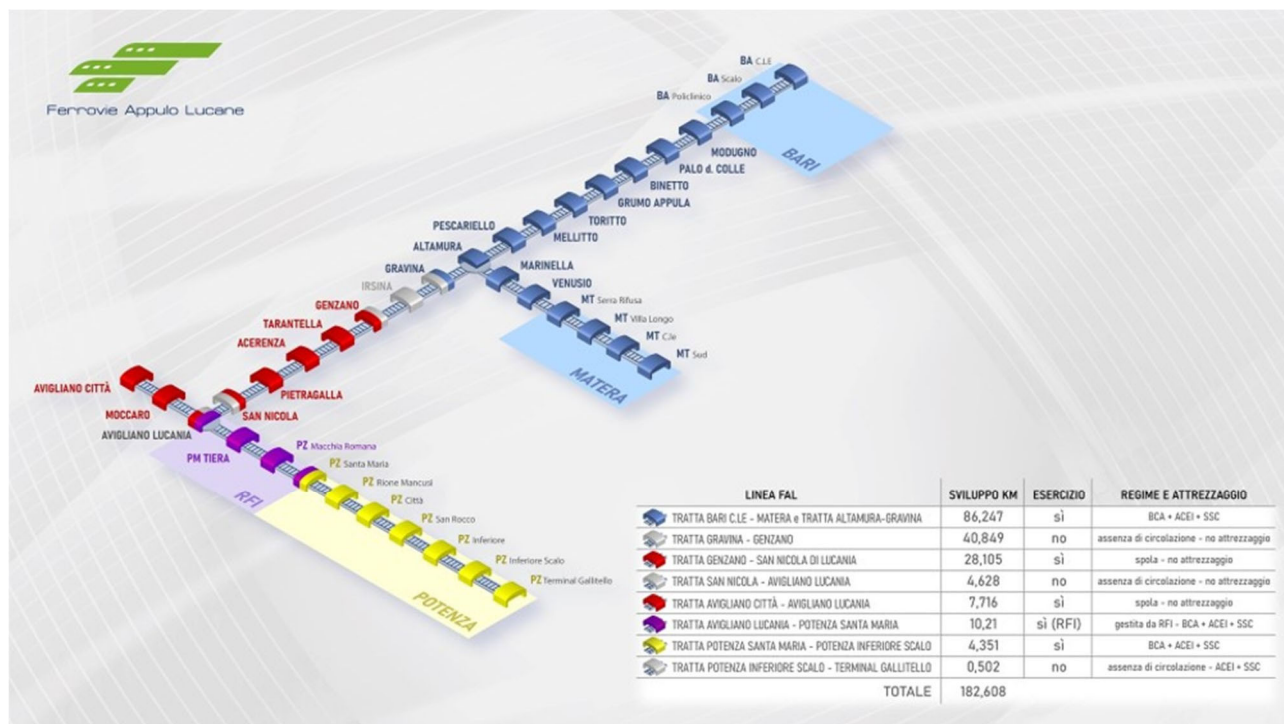 Ferrovie Appulo Lucane
BA C.LE
BA Scalo
BA Policlinico
BARI
MODUGNO
PALO d. COLLE
BINETTO
GRUMO APPULA
TORITTO
MELLITTO
PESCARIELLO
ALTAMURA
GRAVINA
IRSINA
GENZANO
TARANTELLA
ACERENZA
PIETRAGALLA
SAN NICOLA
MARINELLA
VENUSIO
MT Serra Rifusa
MT Villa Longo
MT C.le
MT Sud
MATERA
AVIGLIANO CITTÀ
MOCCARO
AVIGLIANO LUCANIA
PM TIERA
RFI
PZ Macchia Romana
PZ Santa Maria
PZ Rione Mancusi
PZ Città
PZ San Rocco
PZ Inferiore
PZ Inferiore Scalo
PZ Terminal Gallitello
POTENZA
LINEA FAL SVILUPPO KM ESERCIZIO REGIME E ATTREZZAGGIO
TRATTA BARI C.LE - MATERA e TRATTA ALTAMURA-GRAVINA 86,247 sì BCA + ACEI + SSC
TRATTA GRAVINA - GENZANO 40,849 no assenza di circolazione - no attrezzaggio
TRATTA GENZANO - SAN NICOLA DI LUCANIA 28,105 sì spola - no attrezzaggio
TRATTA SAN NICOLA - AVIGLIANO LUCANIA 4,628 no assenza di circolazione - no attrezzaggio
TRATTA AVIGLIANO CITTÀ - AVIGLIANO LUCANIA 7,716 sì spola - no attrezzaggio
TRATTA AVIGLIANO LUCANIA - POTENZA SANTA MARIA 10,21 sì (RFI) gestita da RFI - BCA + ACEI + SSC
TRATTA POTENZA SANTA MARIA - POTENZA INFERIORE SCALO 4,351 sì BCA + ACEI + SSC
TRATTA POTENZA INFERIORE SCALO - TERMINAL GALLITELLO 0,502 no assenza di circolazione - ACEI + SSC
TOTALE 182,608